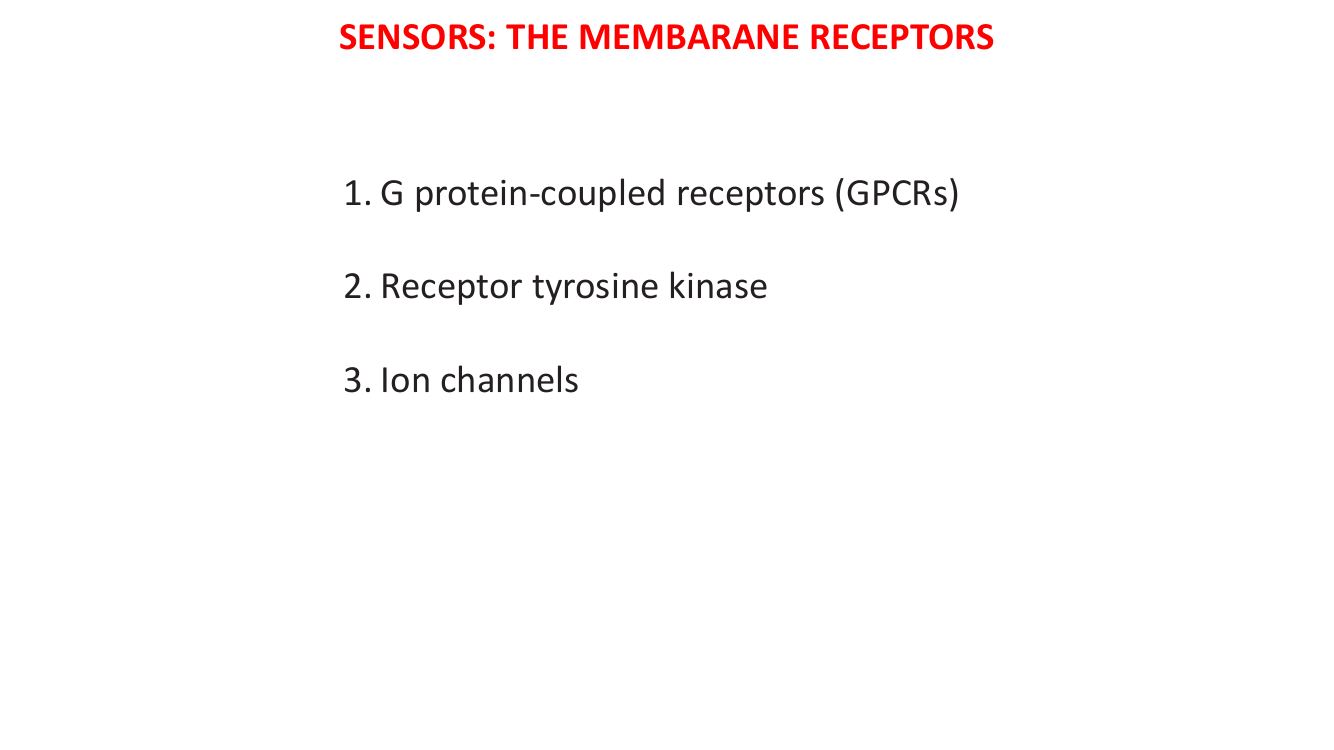 SENSORS: THE MEMBARANE RECEPTORS
1. G protein-coupled receptors (GPCRs)
2. Receptor tyrosine kinase
3. Ion channels